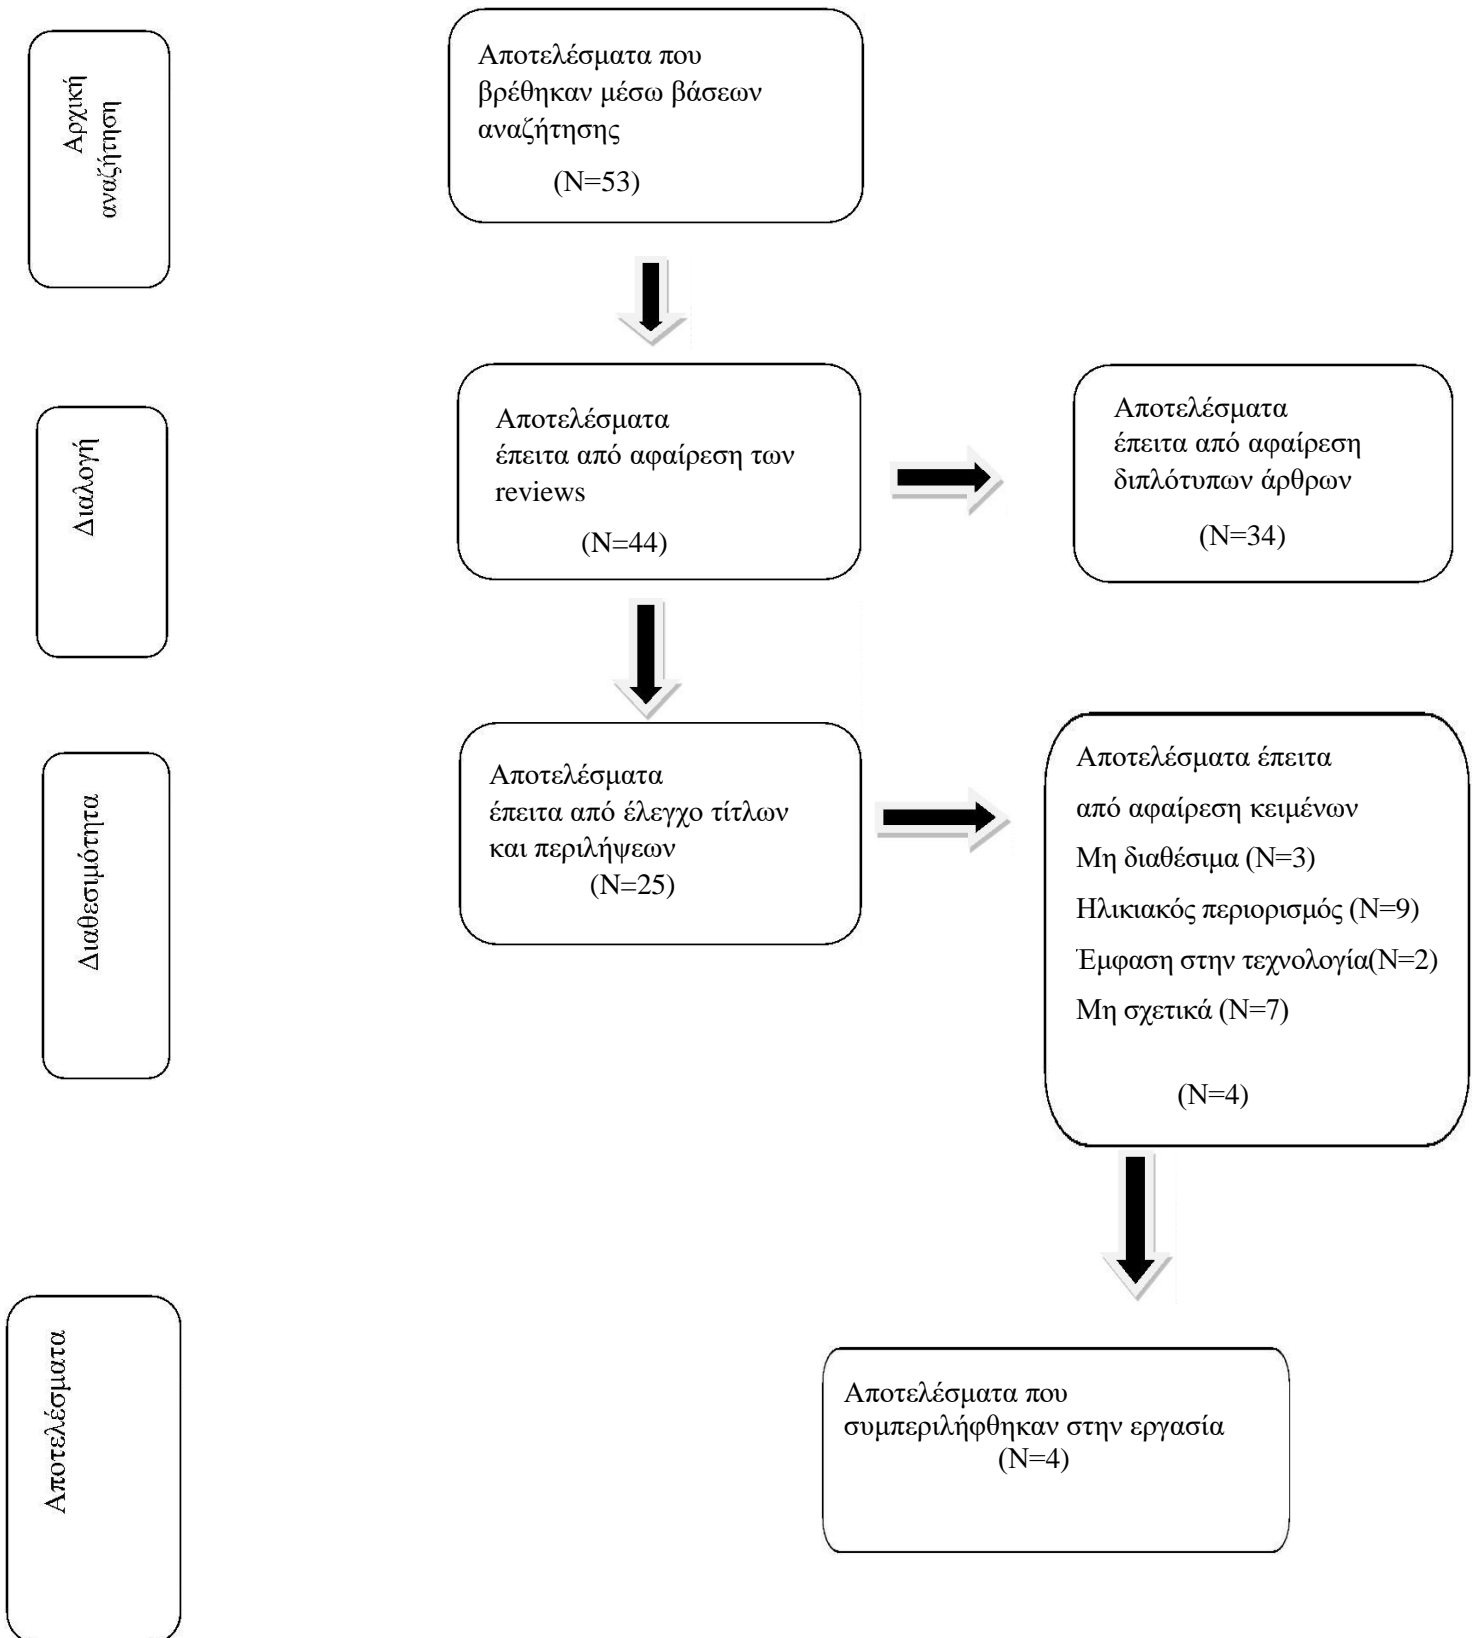 Αρχική
αναζήτηση
Αποτελέσματα που
βρέθηκαν μέσω βάσεων
αναζήτησης
(N=53)
Διαλογή
Αποτελέσματα
έπειτα από αφαίρεση των
reviews
(N=44)
Αποτελέσματα
έπειτα από αφαίρεση
διπλότυπων άρθρων
(N=34)
Διαθεσιμότητα
Αποτελέσματα
έπειτα από έλεγχο τίτλων
και περιλήψεων
(N=25)
Αποτελέσματα έπειτα
από αφαίρεση κειμένων
Μη διαθέσιμα (N=3)
Ηλικιακός περιορισμός (N=9)
Έμφαση στην τεχνολογία(N=2)
Μη σχετικά (N=7)
(N=4)
Αποτελέσματα
Αποτελέσματα που
συμπεριλήφθηκαν στην εργασία
(N=4)